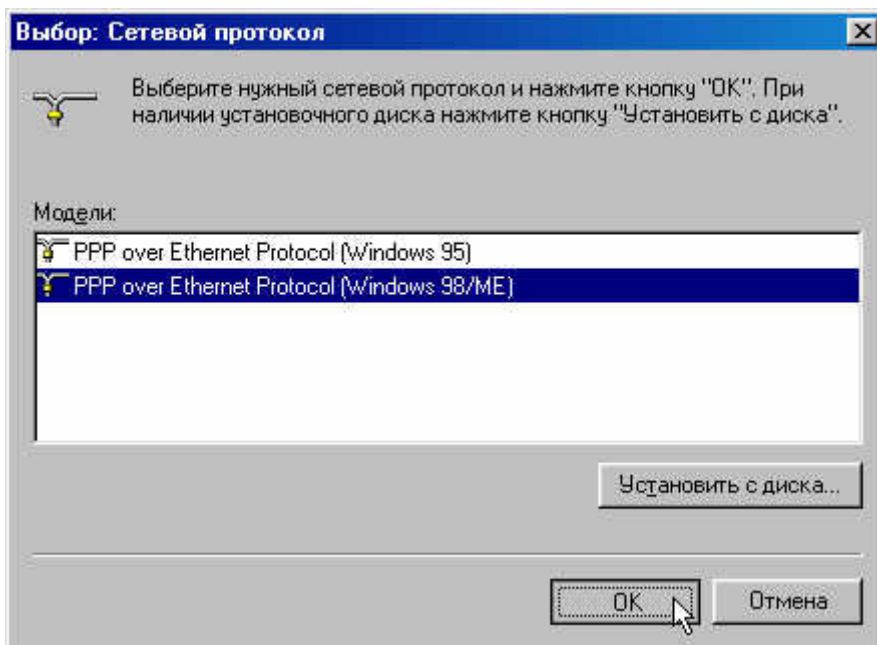 Выбор: Сетевой протокол
Выберите нужный сетевой протокол и нажмите кнопку "ОК". При
наличии установочного диска нажмите кнопку "Установить с диска".
Модели:
PPP over Ethernet Protocol (Windows 95)
PPP over Ethernet Protocol (Windows 98/ME)
Установить с диска...
ОК
Отмена